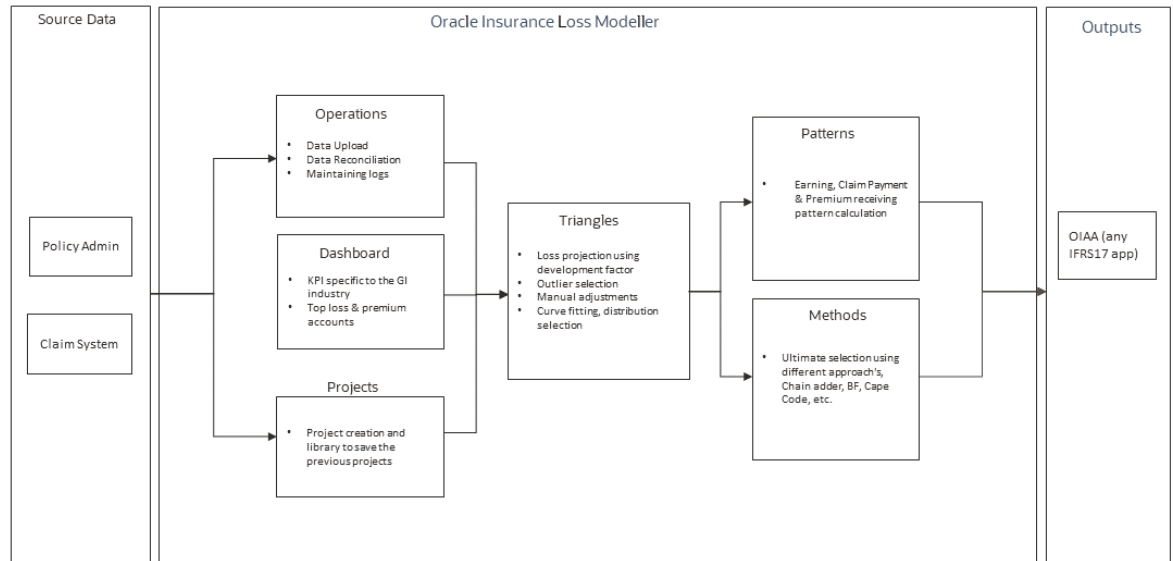 Source Data
Policy Admin
Claim System
Oracle Insurance Loss Modeller
Operations
• Data Upload
• Data Reconciliation
• Maintaining logs
Dashboard
• KPI specific to the GI
industry
• Top loss & premium
accounts
Projects
• Project creation and
library to save the
previous projects
Triangles
• Loss projection using
development factor
• Outlier selection
• Manual adjustments
• Curve fitting, distribution
selection
Patterns
• Earning, Claim Payment
& Premium receiving
pattern calculation
Methods
• Ultimate selection using
different approach's,
Chain adder, BF, Cape
Code, etc.
Outputs
OIAA (any
IFRS17 app)